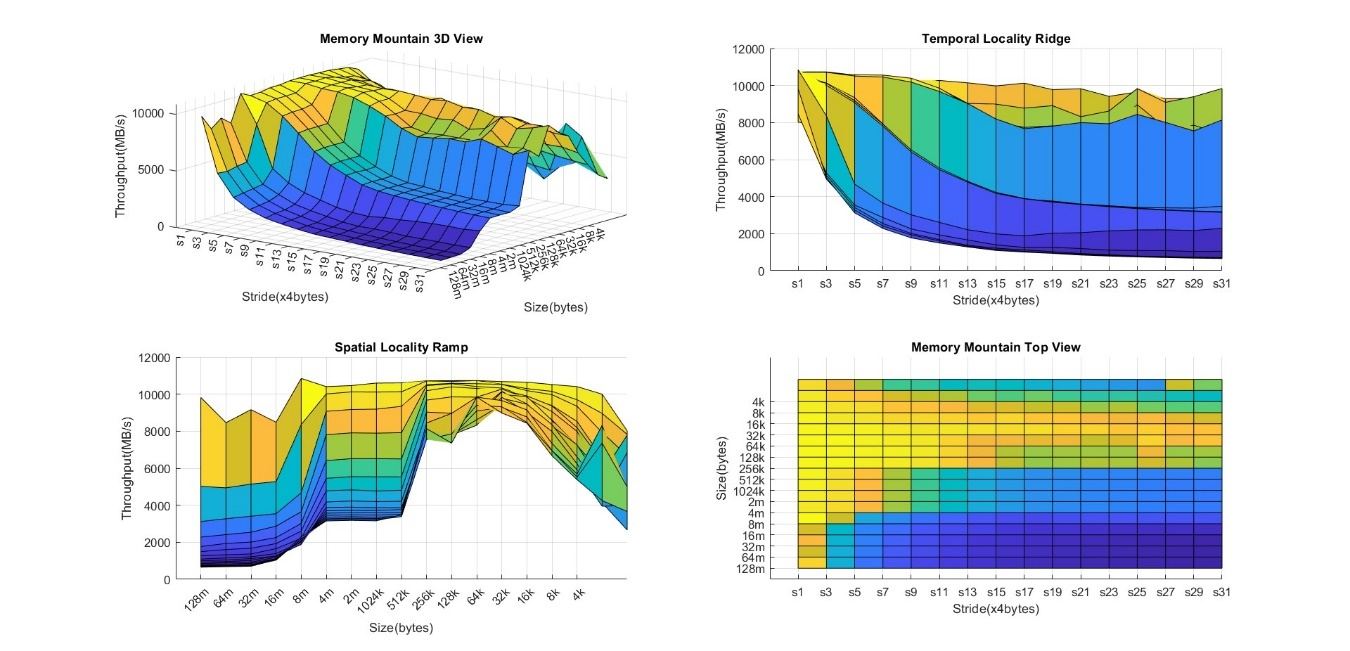 Memory Mountain 3D View
10000
5000
0
Throughput(MB/s)
s1
s3
s5
s7
s9
s11
s13
s15
s17
s19
s21
s23
s25
s27
s29
s31
Stride(x4bytes)
128m
64m
32m
16m
8m
4m
2m
1024k
512k
256k
128k
64k
32k
16k
8k
4k
Size(bytes)
Temporal Locality Ridge
12000
10000
8000
6000
4000
2000
0
Throughput(MB/s)
s1 s3 s5 s7 s9 s11 s13 s15 s17 s19 s21 s23 s25 s27 s29 s31
Stride(x4bytes)
Spatial Locality Ramp
12000
10000
8000
6000
4000
2000
0
Throughput(MB/s)
128m 64m 32m 16m 8m 4m 2m 1024k 512k 256k 128k 64k 32k 16k 8k 4k
Size(bytes)
Memory Mountain Top View
4k
8k
16k
32k
64k
128k
256k
512k
1024k
2m
4m
8m
16m
32m
64m
128m
Size(bytes)
s1 s3 s5 s7 s9 s11 s13 s15 s17 s19 s21 s23 s25 s27 s29 s31
Stride(x4bytes)